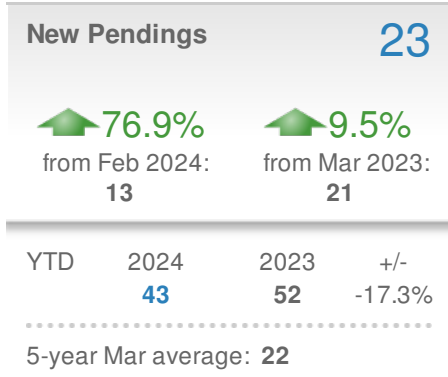 New Pendings 23
76.9% 9.5%
from Feb 2024: from Mar 2023:
13 21
YTD 2024 2023 +/-
43 52 -17.3%
5-year Mar average: 22